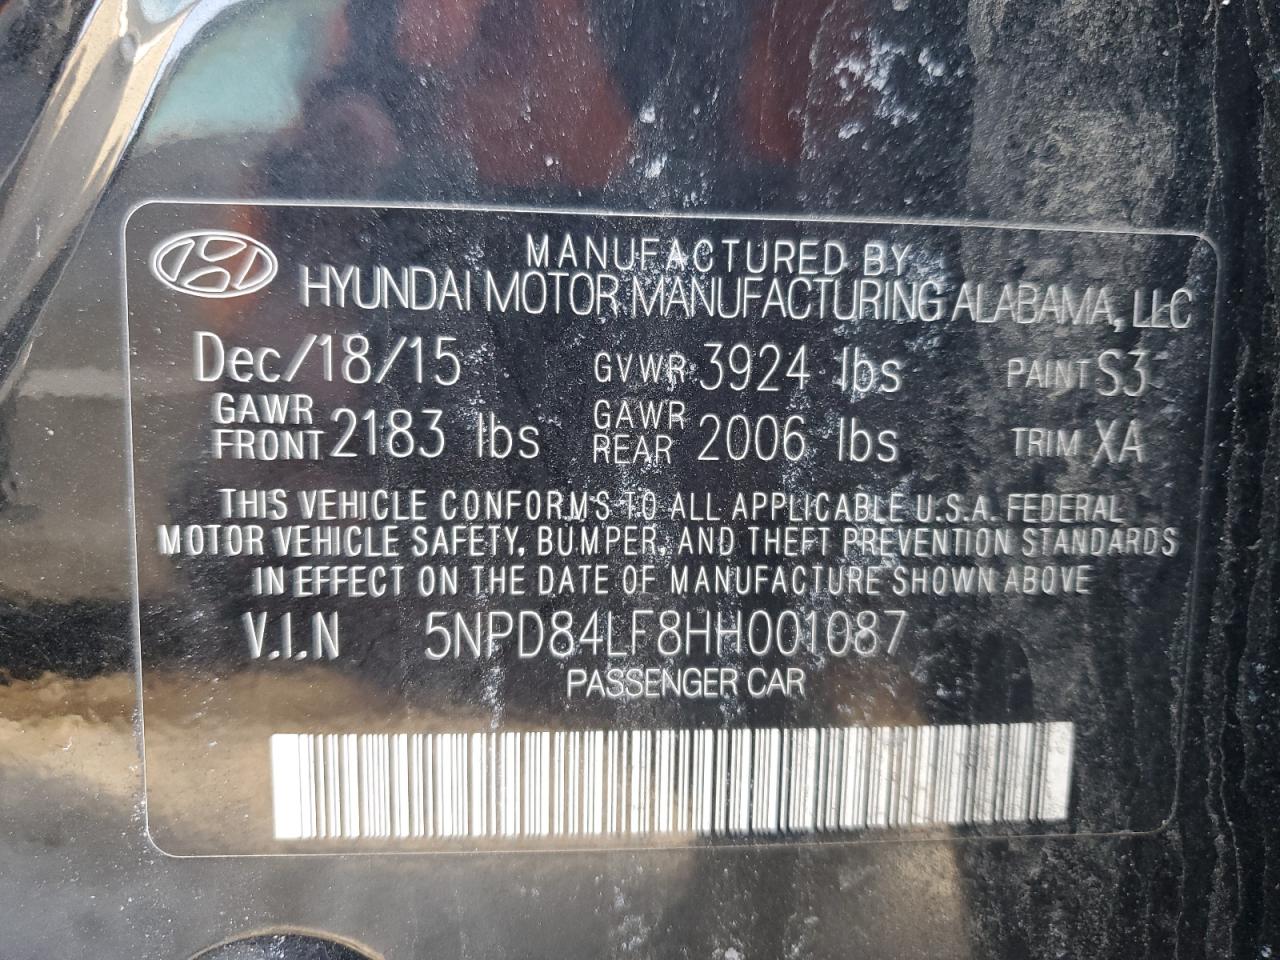 MANUFACTURED BY
HYUNDAI MOTOR MANUFACTURING ALABAMA, LLC
Dec/18/15 GVWR 3924 lbs PAINT S3
GAWR FRONT 2183 lbs GAWR REAR 2006 lbs TRIM XA
THIS VEHICLE CONFORMS TO ALL APPLICABLE U.S.A. FEDERAL
MOTOR VEHICLE SAFETY, BUMPER, AND THEFT PREVENTION STANDARDS
IN EFFECT ON THE DATE OF MANUFACTURE SHOWN ABOVE
V.I.N 5NPD84LF8HH001087
PASSENGER CAR